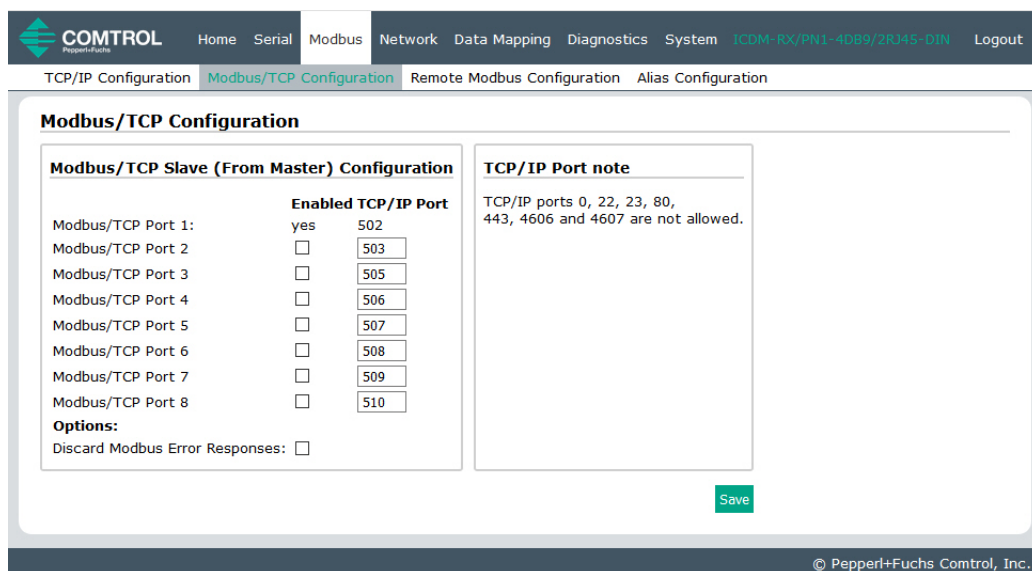 COMTROL
Pepperl+Fuchs
Home Serial Modbus Network Data Mapping Diagnostics System ICDM-RX/PN1-4DB9/2RJ45-DIN Logout
TCP/IP Configuration Modbus/TCP Configuration Remote Modbus Configuration Alias Configuration
Modbus/TCP Configuration
Modbus/TCP Slave (From Master) Configuration
Enabled TCP/IP Port
Modbus/TCP Port 1: yes 502
Modbus/TCP Port 2 503
Modbus/TCP Port 3 505
Modbus/TCP Port 4 506
Modbus/TCP Port 5 507
Modbus/TCP Port 6 508
Modbus/TCP Port 7 509
Modbus/TCP Port 8 510
Options:
Discard Modbus Error Responses:
TCP/IP Port note
TCP/IP ports 0, 22, 23, 80,
443, 4606 and 4607 are not allowed.
Save
© Pepperl+Fuchs Comtrol, Inc.